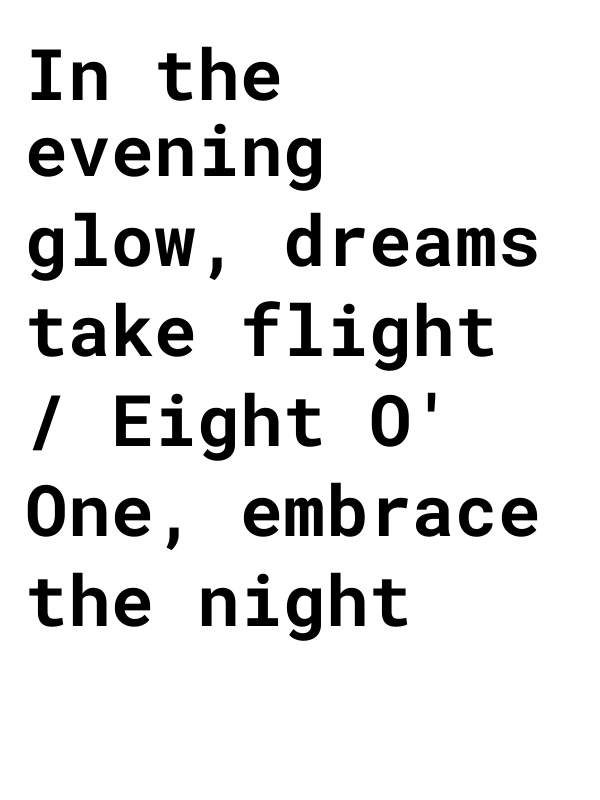 In the
evening
glow, dreams
take flight
/ Eight O'
One, embrace
the night